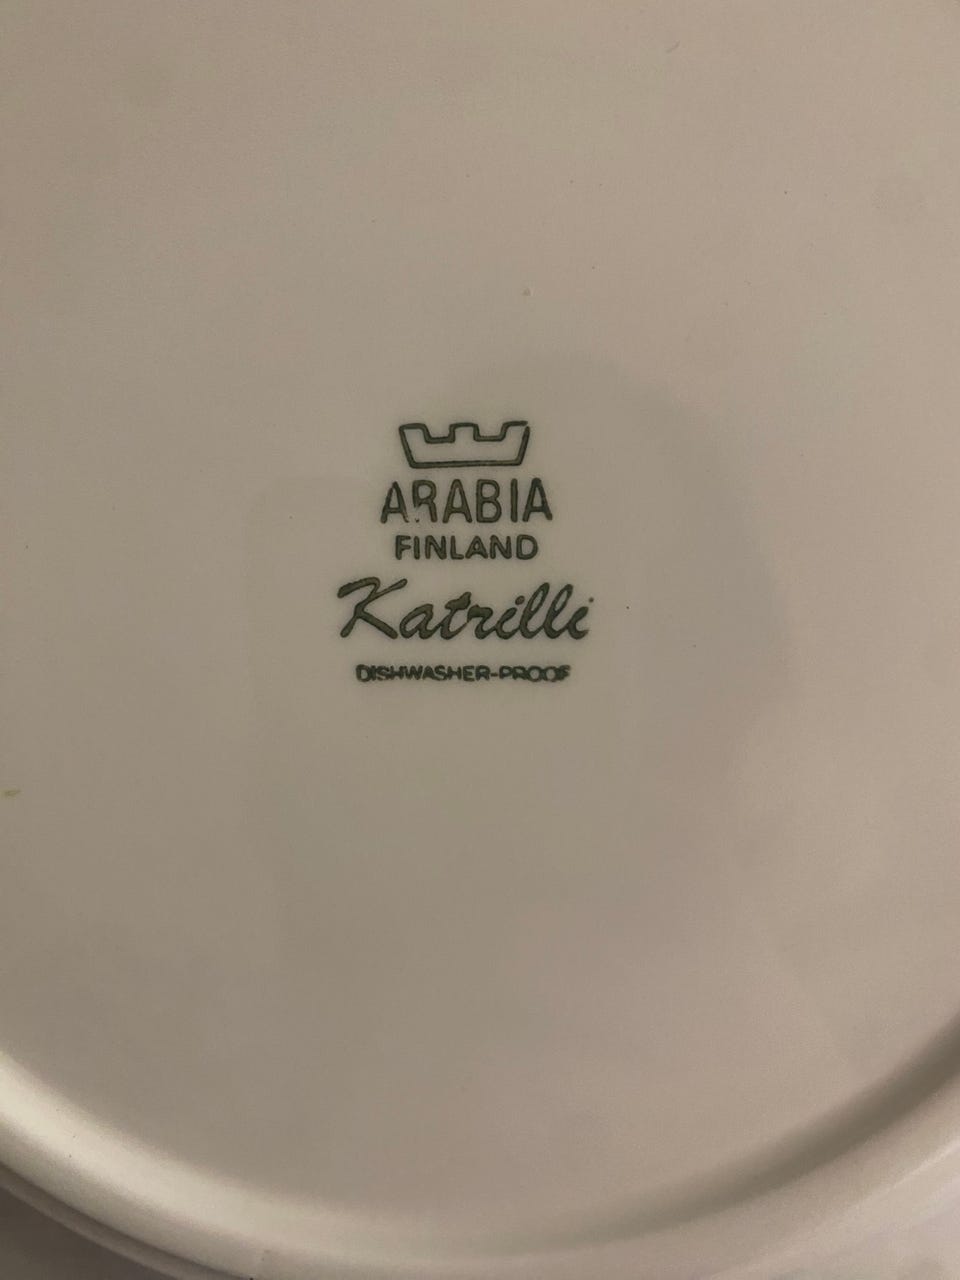 ARABIA
FINLAND
Katrilli
DISHWASHER-PROOF